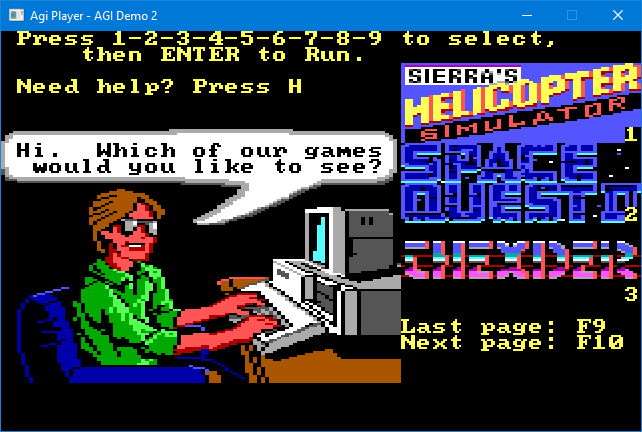 Agi Player - AGI Demo 2
Press 1-2-3-4-5-6-7-8-9 to select,
then ENTER to Run.
Need help? Press H
Hi.  Which of our games
would you like to see?
SIERRA'S
HELICOPTER
SIMULATOR
1
SPACE
QUEST II
2
THEXDER
3
Last page: F9
Next page: F10